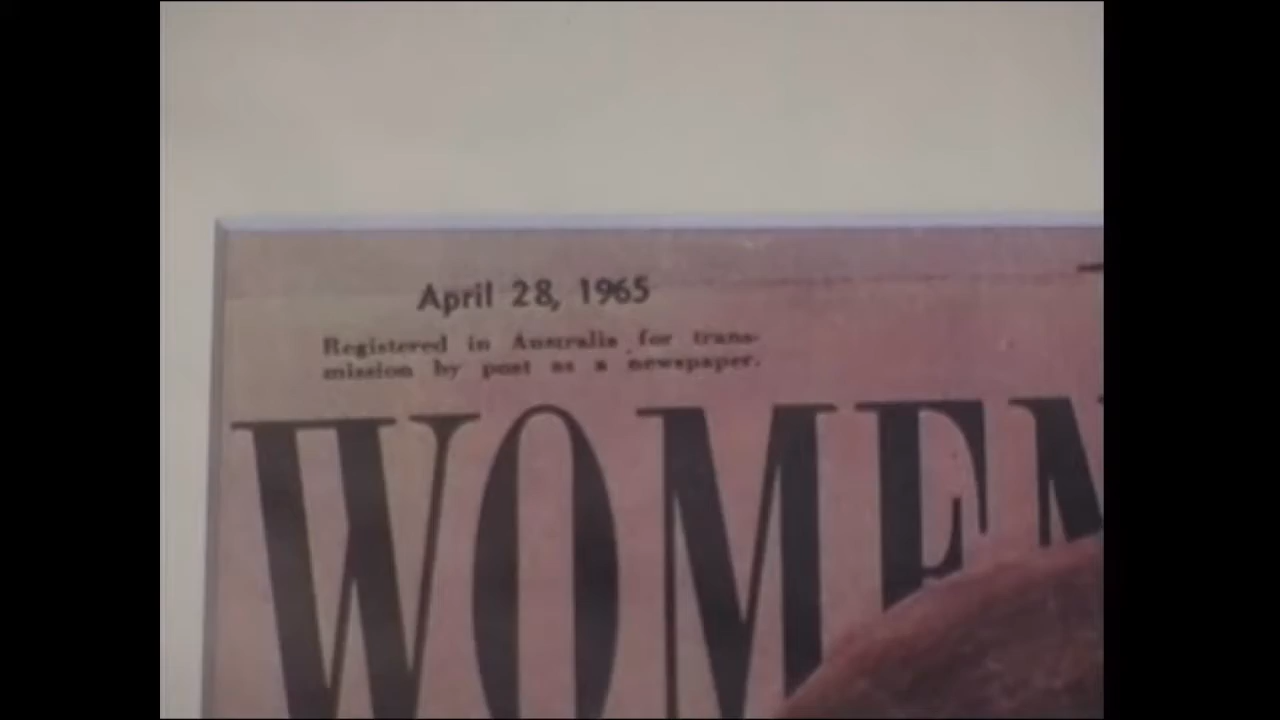 April 28, 1965
Registered in Australia for trans-
mission by post as a newspaper.
WOMEN